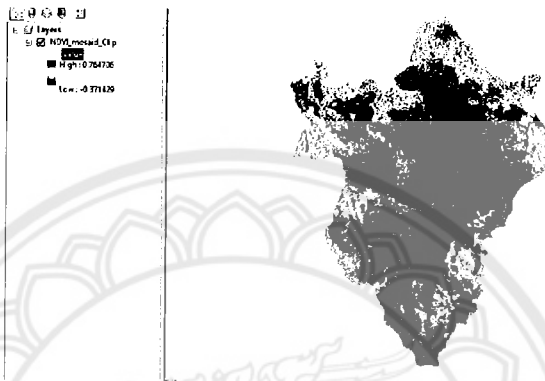 Layers
NDVI_mosaid_Clip
High : 0.764706
Low : -0.371429